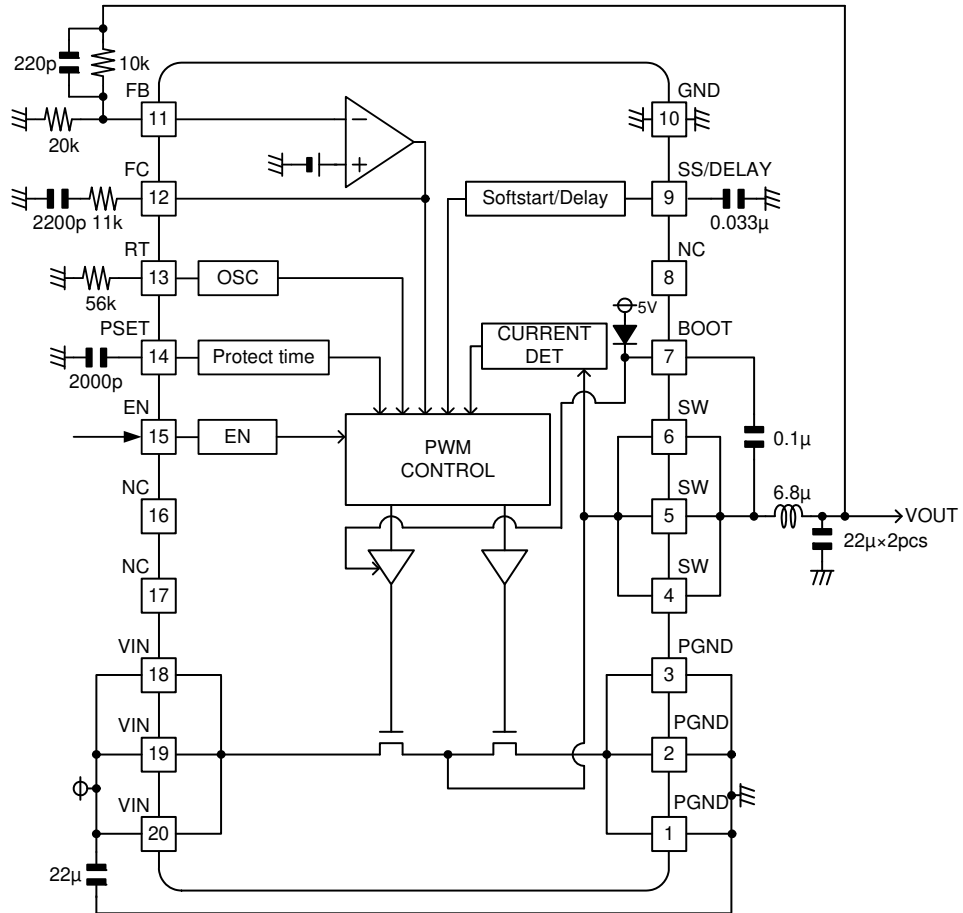 220p
10k
FB
11
20k
FC
12
2200p
11k
RT
13
OSC
56k
PSET
14
Protect time
2000p
EN
15
EN
NC
16
NC
17
VIN
18
VIN
19
VIN
20
22μ
PWM
CONTROL
CURRENT
DET
Softstart/Delay
5V
GND
10
SS/DELAY
9
0.033μ
NC
8
BOOT
7
SW
6
0.1μ
SW
5
6.8μ
VOUT
22μ×2pcs
SW
4
PGND
3
PGND
2
PGND
1